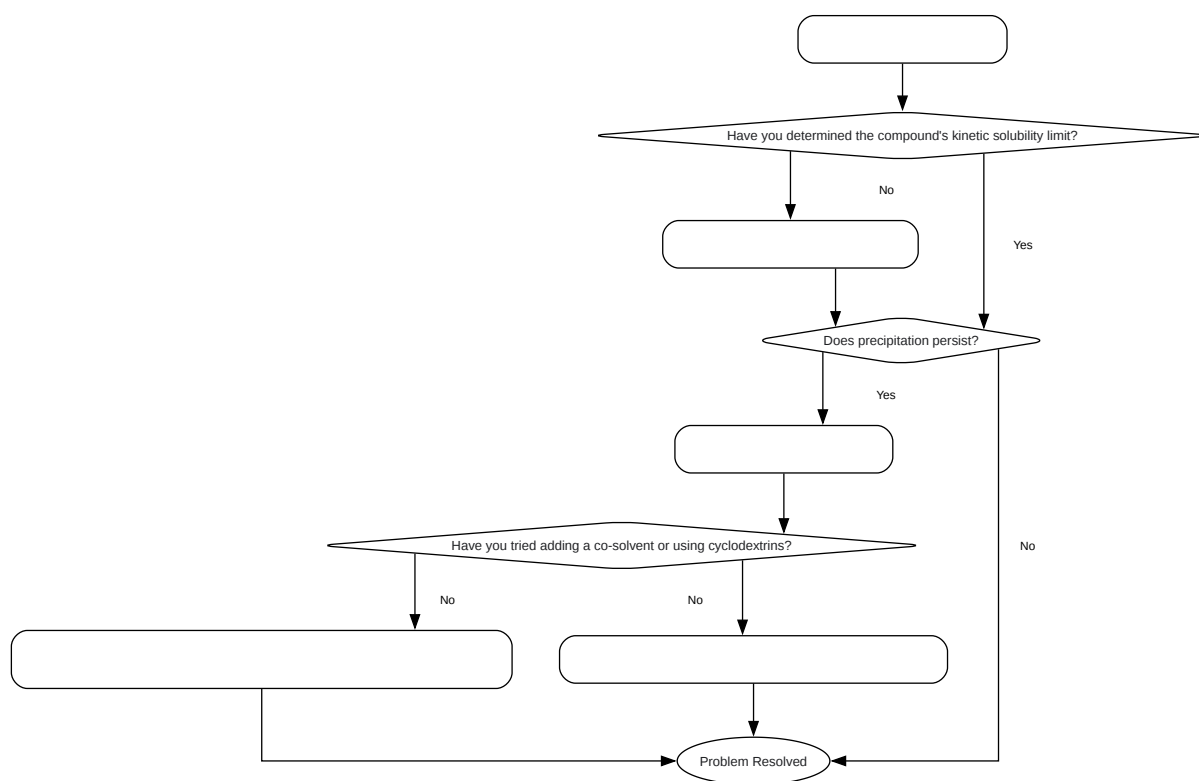 Have you determined the compound's kinetic solubility limit?
No
Yes
Does precipitation persist?
Yes
Have you tried adding a co-solvent or using cyclodextrins?
No
No
No
Problem Resolved